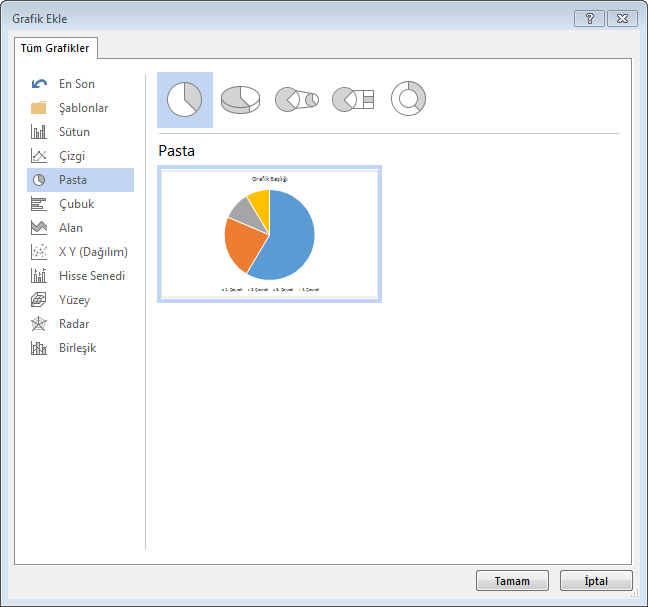 Grafik Ekle
Tüm Grafikler
En Son
Şablonlar
Sütun
Çizgi
Pasta
Çubuk
Alan
X Y (Dağılım)
Hisse Senedi
Yüzey
Radar
Birleşik
Pasta
Grafik Başlığı
1. Çeyrek 2. Çeyrek 3. Çeyrek 4. Çeyrek
Tamam
İptal